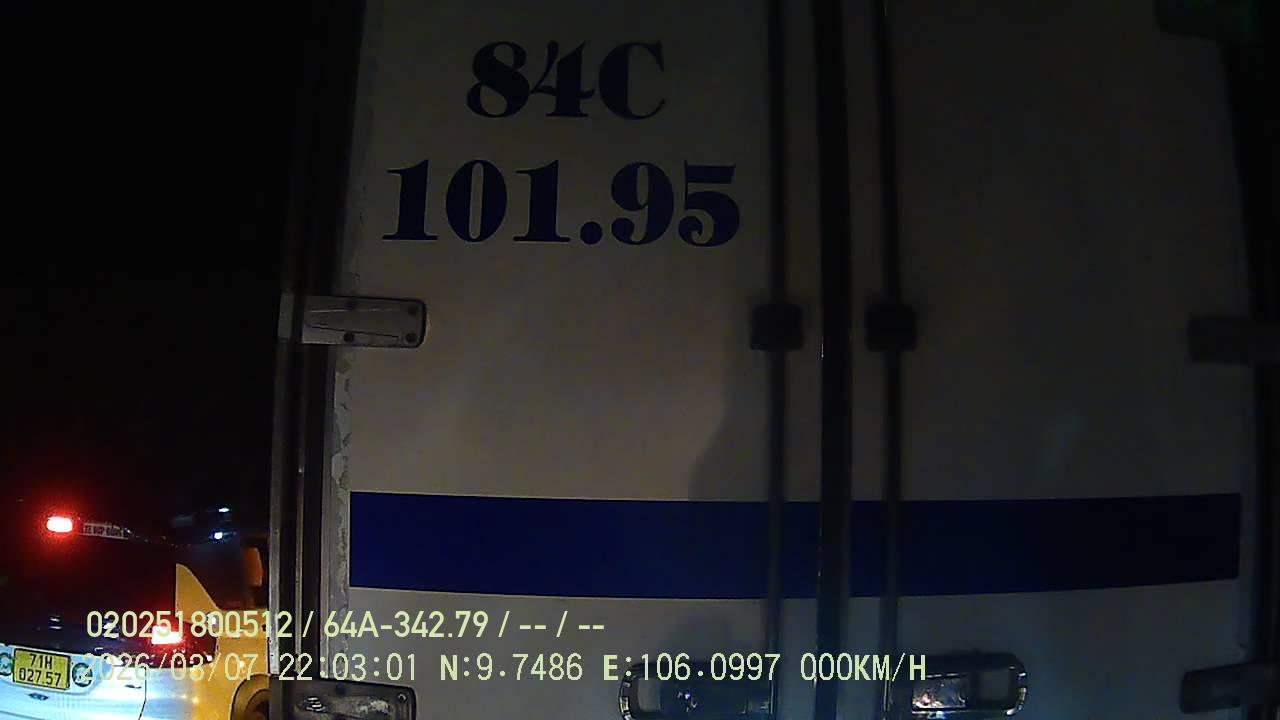 84C
101.95
71H
027.57
020251800512 / 64A-342.79 / -- / --
2026/03/07 22:03:01 N:9.7486 E:106.0997 000KM/H